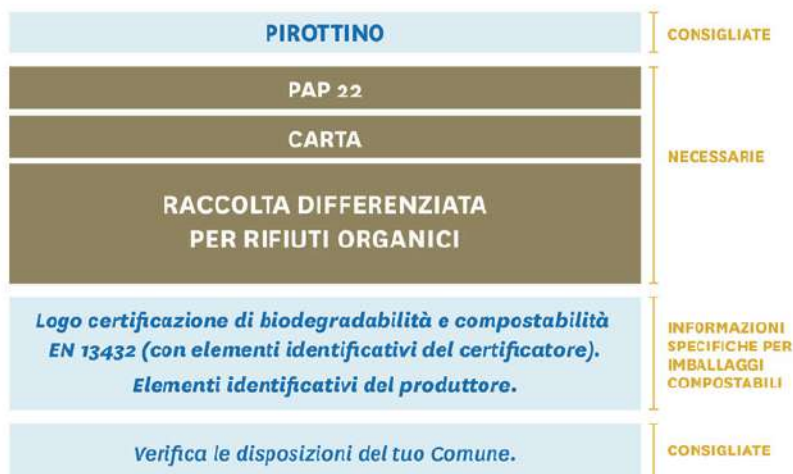 PIROTTINO
CONSIGLIATE
PAP 22
CARTA
RACCOLTA DIFFERENZIATA
PER RIFIUTI ORGANICI
NECESSARIE
Logo certificazione di biodegradabilità e compostabilità
EN 13432 (con elementi identificativi del certificatore).
Elementi identificativi del produttore.
INFORMAZIONI
SPECIFICHE PER
IMBALLAGGI
COMPOSTABILI
Verifica le disposizioni del tuo Comune.
CONSIGLIATE